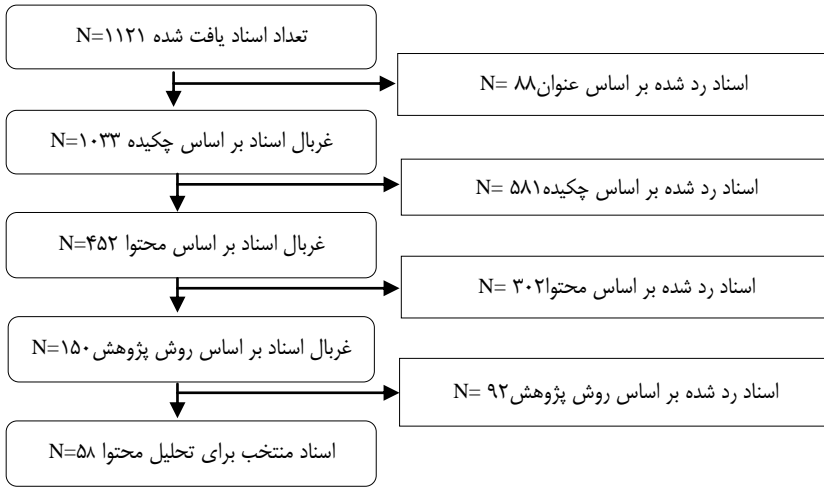 تعداد اسناد یافت شده N=۱۱۲۱
اسناد رد شده بر اساس عنوان۸۸ =N
غربال اسناد بر اساس چکیده N=۱۰۳۳
اسناد رد شده بر اساس چکیده۵۸۱ =N
غربال اسناد بر اساس محتوا N=۴۵۲
اسناد رد شده بر اساس محتوا۳۰۲ =N
غربال اسناد بر اساس روش پژوهش N=۱۵۰
اسناد رد شده بر اساس روش پژوهش۹۲ =N
اسناد منتخب برای تحلیل محتوا N=۵۸